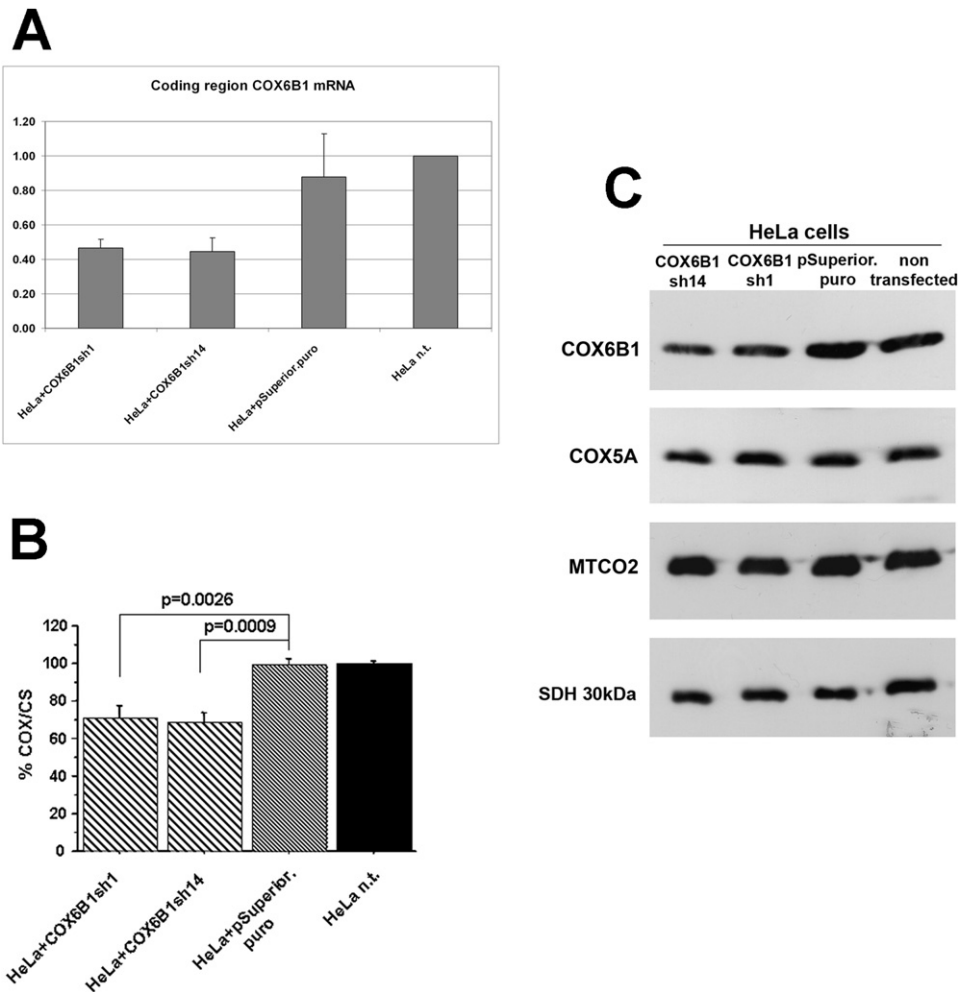 A
Coding region COX6B1 mRNA
1.20
1.00
0.80
0.60
0.40
0.20
0.00
HeLa+COX6B1sh1
HeLa+COX6B1sh14
HeLa+pSuperior.puro
HeLa n.t.
B
p=0.0026
p=0.0009
120
100
80
60
40
20
0
% COX/CS
HeLa+COX6B1sh1
HeLa+COX6B1sh14
HeLa+pSuperior.
puro
HeLa n.t.
C
HeLa cells
COX6B1 COX6B1 pSuperior. non
sh14 sh1 puro transfected
COX6B1
COX5A
MTCO2
SDH 30kDa